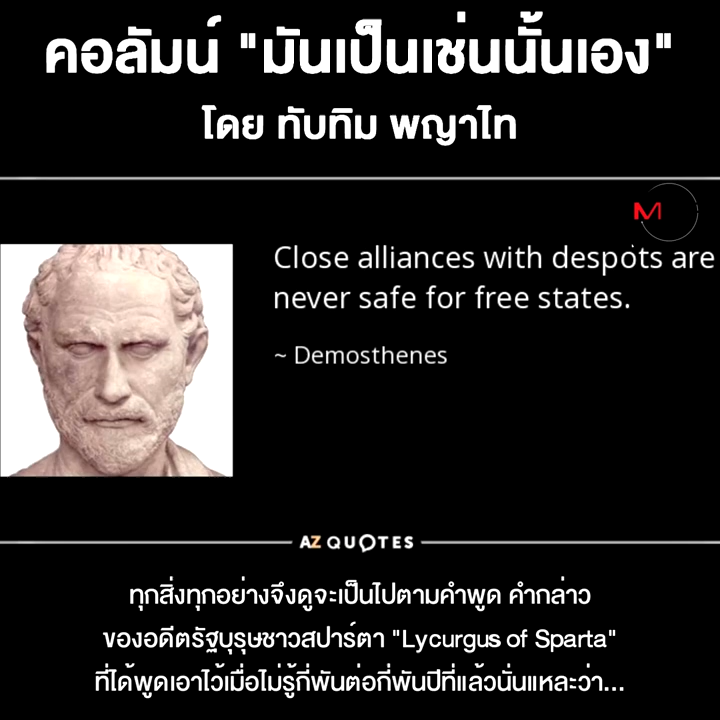 คอลัมน์ "มันเป็นเช่นนั้นเอง"
โดย ทับทิม พญาไท
M
Close alliances with despots are
never safe for free states.
~ Demosthenes
AZ QUOTES
ทุกสิ่งทุกอย่างจึงดูจะเป็นไปตามคำพูด คำกล่าว
ของอดีตรัฐบุรุษชาวสปาร์ตา "Lycurgus of Sparta"
ที่ได้พูดเอาไว้เมื่อไม่รู้กี่พันต่อกี่พันปีที่แล้วนั่นแหละว่า...